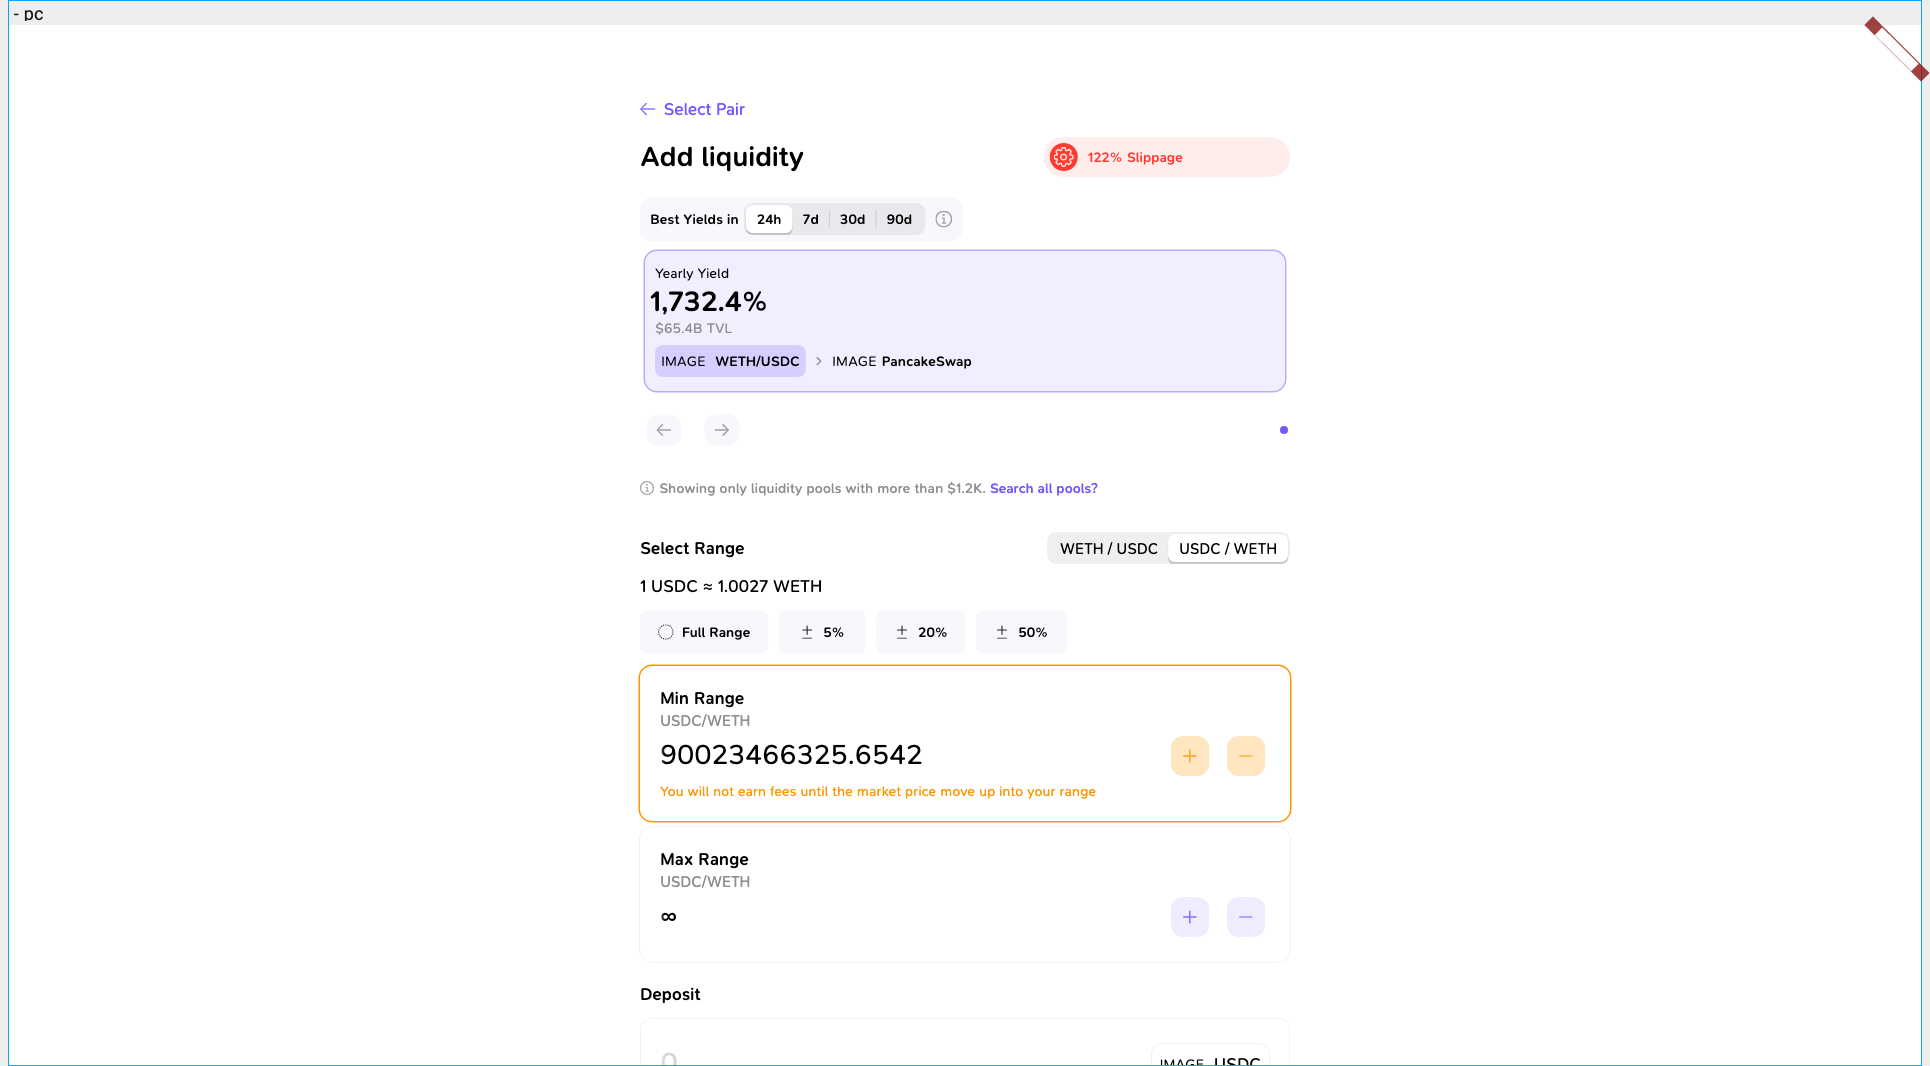 - pc
Select Pair
Add liquidity
122% Slippage
Best Yields in 24h 7d 30d 90d
Yearly Yield
1,732.4%
$65.4B TVL
IMAGE WETH/USDC > IMAGE PancakeSwap
Showing only liquidity pools with more than $1.2K. Search all pools?
Select Range
WETH / USDC USDC / WETH
1 USDC ≈ 1.0027 WETH
Full Range ± 5% ± 20% ± 50%
Min Range
USDC/WETH
90023466325.6542
You will not earn fees until the market price move up into your range
Max Range
USDC/WETH
∞
Deposit
0 IMAGE USDC